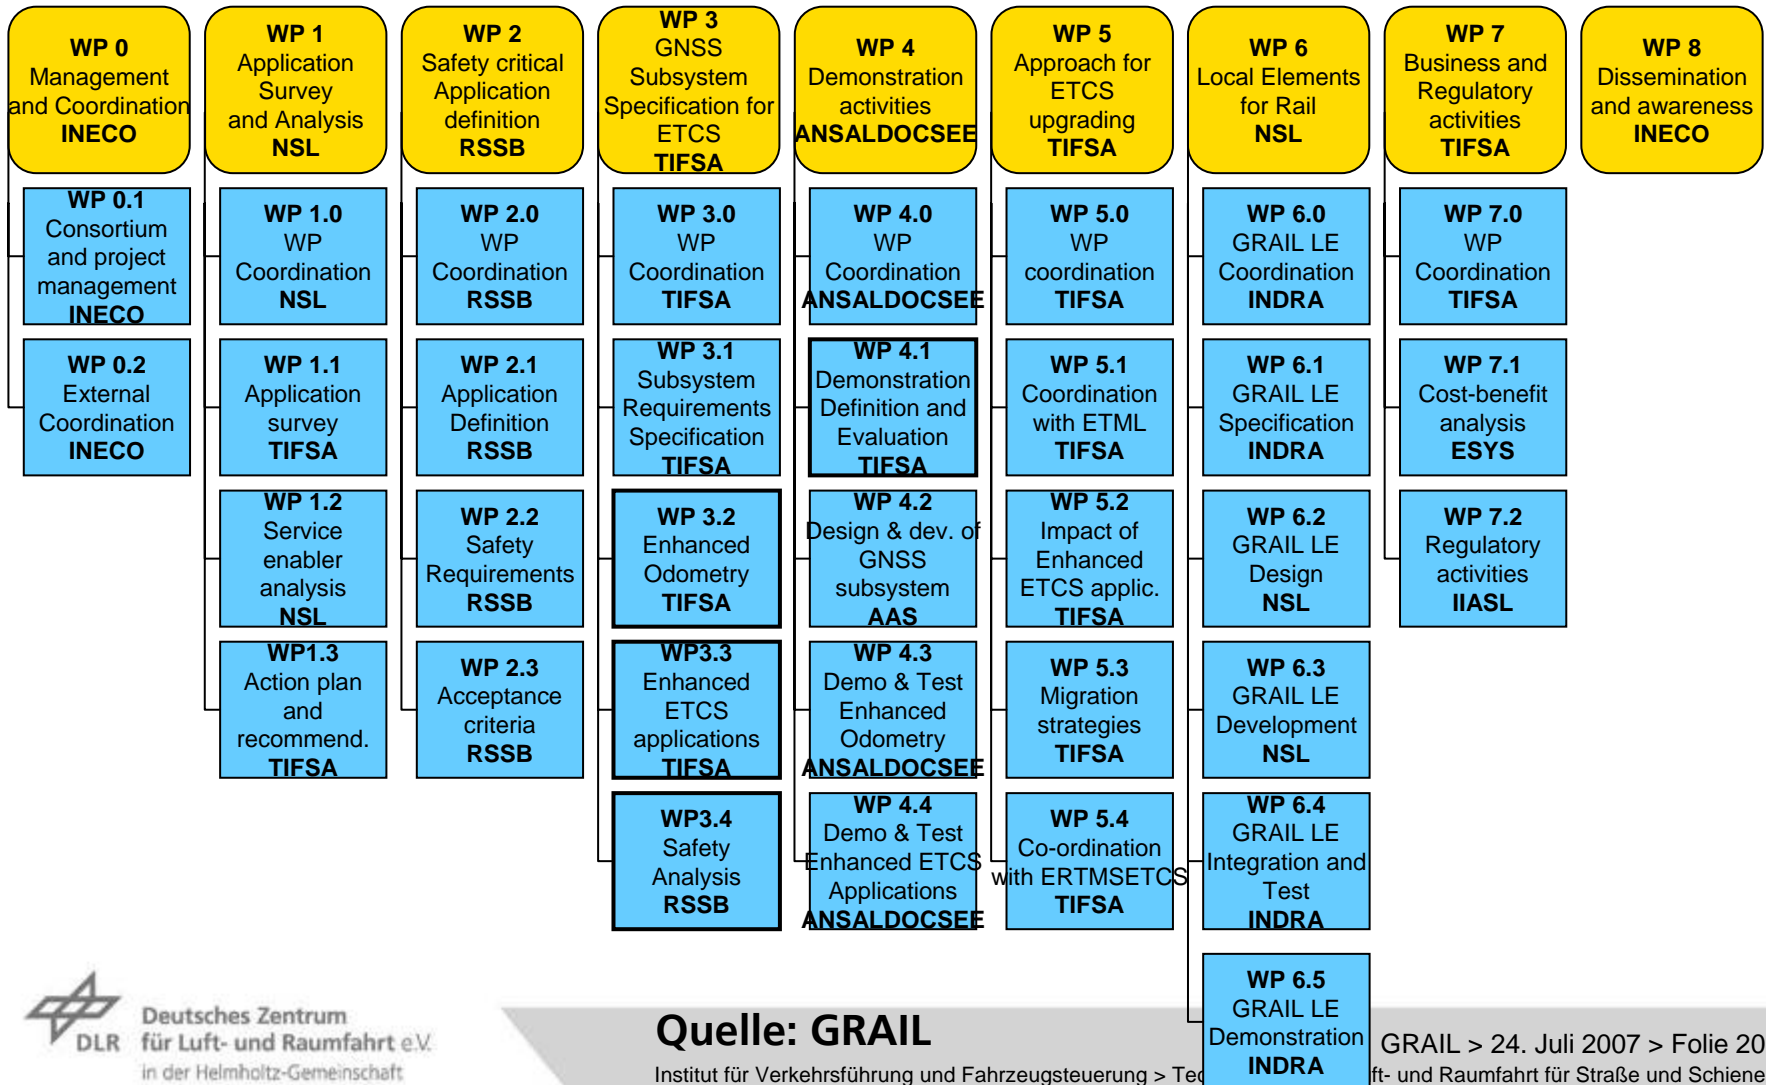 WP 0
Management
and Coordination
INECO
WP 1
Application
Survey
and Analysis
NSL
WP 2
Safety critical
Application
definition
RSSB
WP 3
GNSS
Subsystem
Specification for
ETCS
TIFSA
WP 4
Demonstration
activities
ANSALDOCSEE
WP 5
Approach for
ETCS
upgrading
TIFSA
WP 6
Local Elements
for Rail
NSL
WP 7
Business and
Regulatory
activities
TIFSA
WP 8
Dissemination
and awareness
INECO
WP 0.1
Consortium
and project
management
INECO
WP 1.0
WP
Coordination
NSL
WP 2.0
WP
Coordination
RSSB
WP 3.0
WP
Coordination
TIFSA
WP 4.0
WP
Coordination
ANSALDOCSEE
WP 5.0
WP
coordination
TIFSA
WP 6.0
GRAIL LE
Coordination
INDRA
WP 7.0
WP
Coordination
TIFSA
WP 0.2
External
Coordination
INECO
WP 1.1
Application
survey
TIFSA
WP 2.1
Application
Definition
RSSB
WP 3.1
Subsystem
Requirements
Specification
TIFSA
WP 4.1
Demonstration
Definition and
Evaluation
TIFSA
WP 5.1
Coordination
with ETML
TIFSA
WP 6.1
GRAIL LE
Specification
INDRA
WP 7.1
Cost-benefit
analysis
ESYS
WP 1.2
Service
enabler
analysis
NSL
WP 2.2
Safety
Requirements
RSSB
WP 3.2
Enhanced
Odometry
TIFSA
WP 4.2
Design & dev. of
GNSS
subsystem
AAS
WP 5.2
Impact of
Enhanced
ETCS applic.
TIFSA
WP 6.2
GRAIL LE
Design
NSL
WP 7.2
Regulatory
activities
IIASL
WP1.3
Action plan
and
recommend.
TIFSA
WP 2.3
Acceptance
criteria
RSSB
WP3.3
Enhanced
ETCS
applications
TIFSA
WP 4.3
Demo & Test
Enhanced
Odometry
ANSALDOCSEE
WP 5.3
Migration
strategies
TIFSA
WP 6.3
GRAIL LE
Development
NSL
WP3.4
Safety
Analysis
RSSB
WP 4.4
Demo & Test
Enhanced ETCS
Applications
ANSALDOCSEE
WP 5.4
Co-ordination
with ERTMSETCS
TIFSA
WP 6.4
GRAIL LE
Integration and
Test
INDRA
WP 6.5
GRAIL LE
Demonstration
INDRA
DLR
Deutsches Zentrum
für Luft- und Raumfahrt e.V.
in der Helmholtz-Gemeinschaft
Quelle: GRAIL
GRAIL > 24. Juli 2007 > Folie 20
Institut für Verkehrsführung und Fahrzeugsteuerung > und Raumfahrt für Straße und Schiene